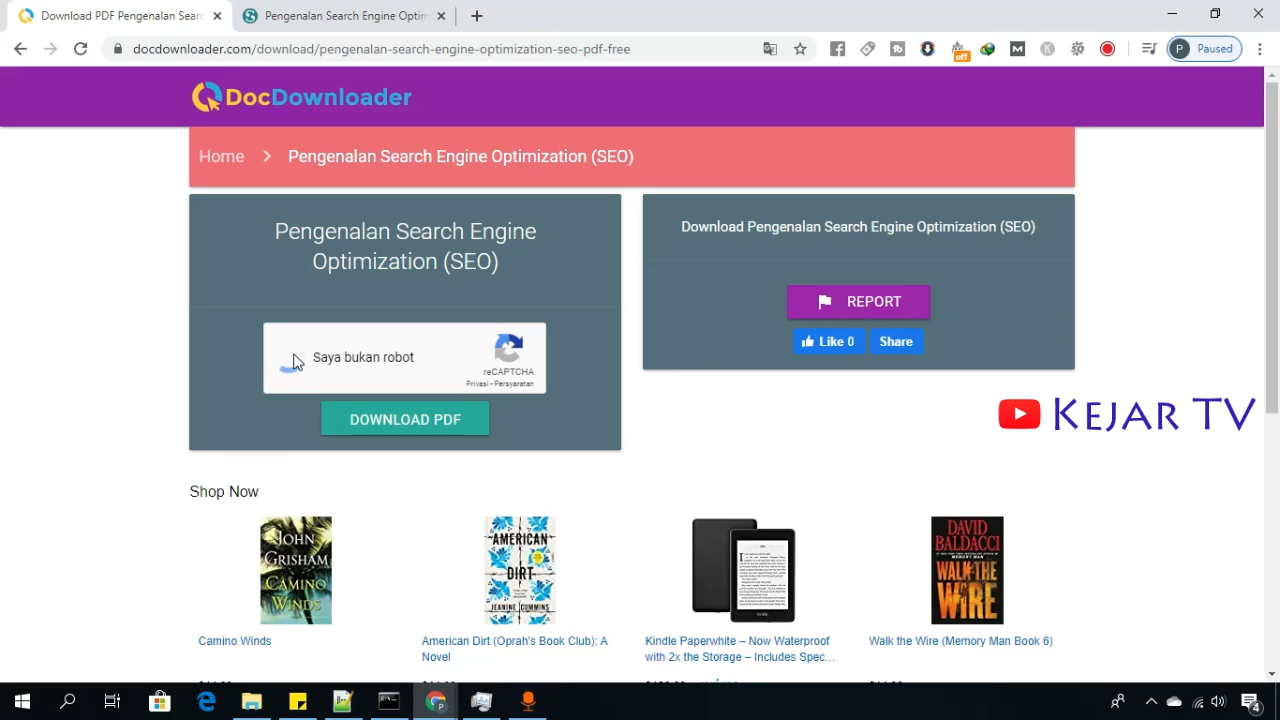 Download PDF Pengenalan Searc
Pengenalan Search Engine Optim
docdownloader.com/download/pengenalan-search-engine-optimization-seo-pdf-free
off
M
K
P
Paused
DocDownloader
Home
Pengenalan Search Engine Optimization (SEO)
Pengenalan Search Engine
Optimization (SEO)
Saya bukan robot
reCAPTCHA
Privasi - Persyaratan
DOWNLOAD PDF
Download Pengenalan Search Engine Optimization (SEO)
REPORT
Like 0
Share
KEJAR TV
Shop Now
JOHN
GRISHAM
CAMINO
WINDS
AMERICAN
DIRT
JEANINE CUMMINS
DAVID
BALDACCI
WALK THE
WIRE
Camino Winds
American Dirt (Oprah's Book Club): A
Novel
Kindle Paperwhite – Now Waterproof
with 2x the Storage – Includes Spec...
Walk the Wire (Memory Man Book 6)
4